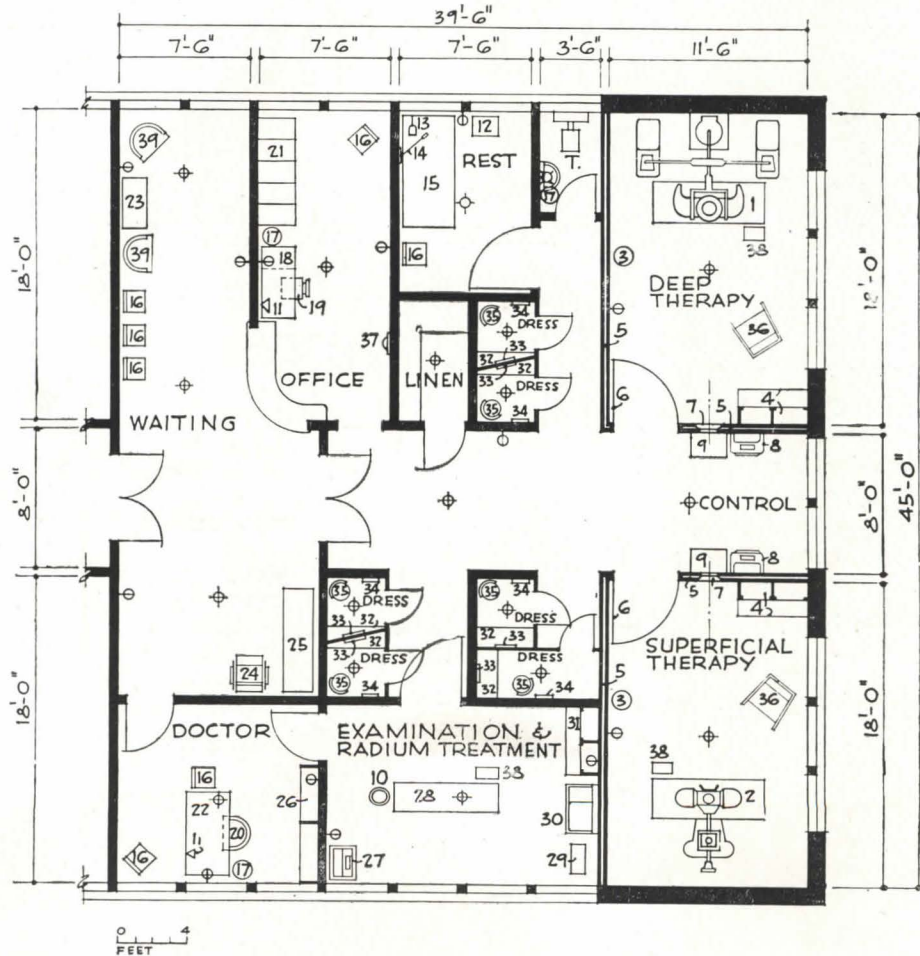 39'-6"
7'-6" 7'-6" 7'-6" 3'-6" 11'-6"
39 21 16 13 12 T.
14 REST
23 15 1
17 17 38
39 18 16 3
18'-0" 18'-0"
DEEP
THERAPY
16 11 19 35 34 5 36
DRESS
16 37 33
32 32
16 OFFICE LINEN 33 DRESS 6 4
35 34
WAITING 7 5
9 8
8'-0" CONTROL 8'-0" 45'-0"
9 8
35 34 35 34 5 7
DRESS DRESS 6 4
33 32 32 33
SUPERFICIAL
THERAPY
33 32 DRESS 33 DRESS 5
25 35 34 32 35 34 3 36
24
18'-0" 18'-0"
DOCTOR EXAMINATION &
RADIUM TREATMENT 31
16 38 38
22 26 10 28 2
11 20 30
16 17 27 29
0 4
FEET